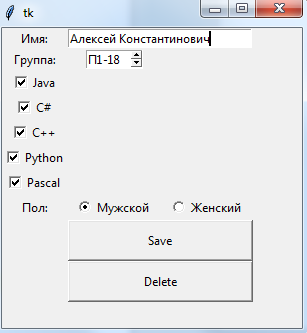 tk
Имя: Алексей Константинович
Группа: П1-18
Java
C#
C++
Python
Pascal
Пол: Мужской Женский
Save
Delete